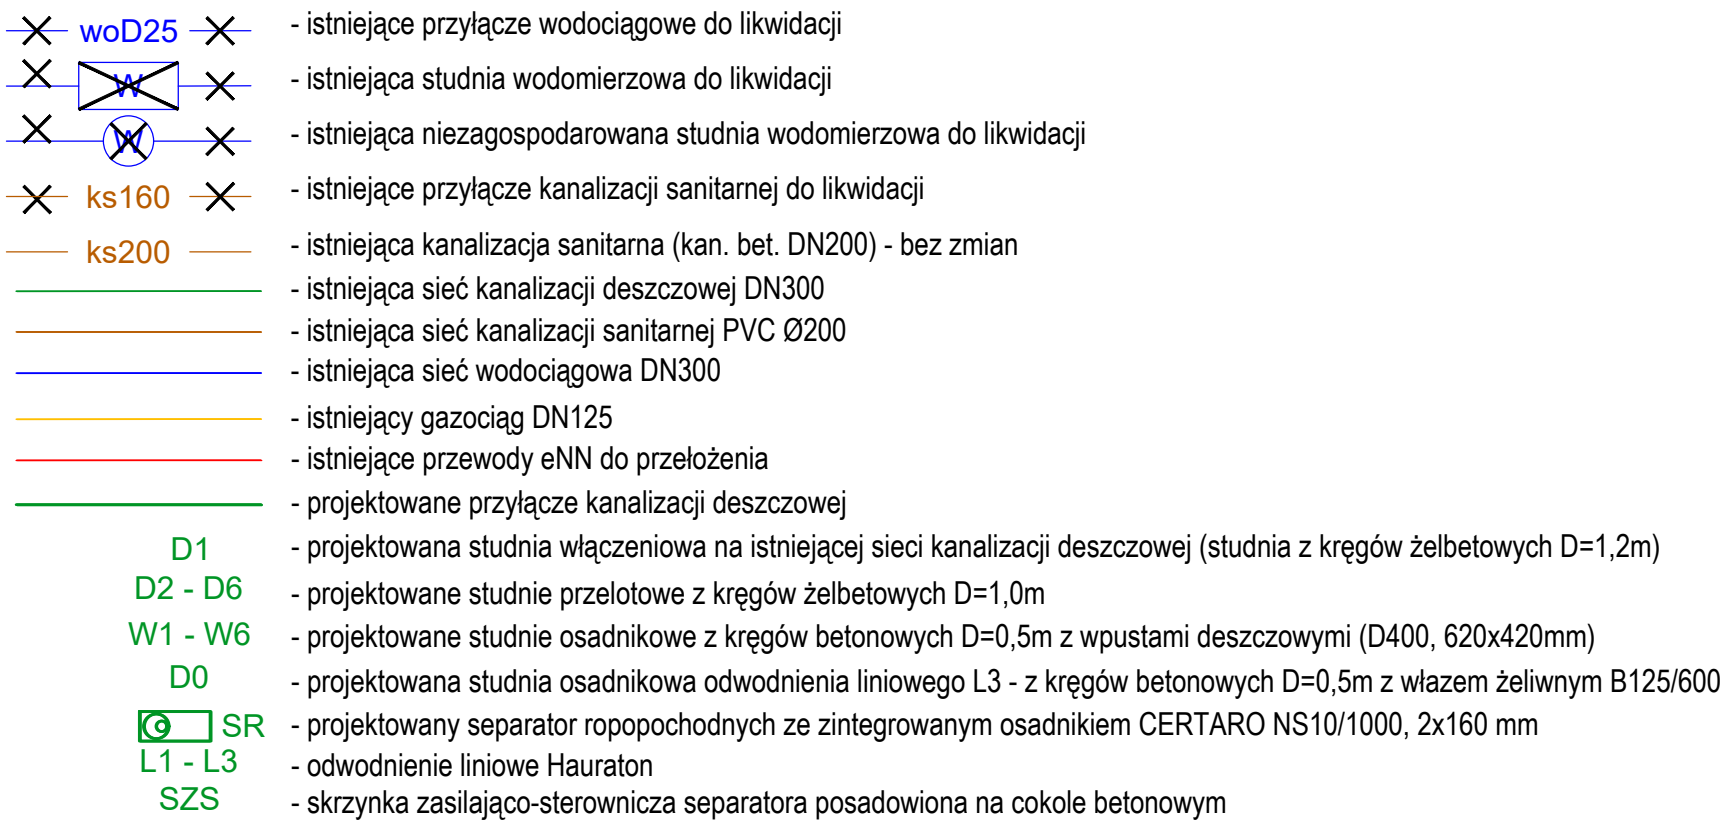 woD25 - istniejące przyłącze wodociągowe do likwidacji
W - istniejąca studnia wodomierzowa do likwidacji
W - istniejąca niezagospodarowana studnia wodomierzowa do likwidacji
ks160 - istniejące przyłącze kanalizacji sanitarnej do likwidacji
ks200 - istniejąca kanalizacja sanitarna (kan. bet. DN200) - bez zmian
- istniejąca sieć kanalizacji deszczowej DN300
- istniejąca sieć kanalizacji sanitarnej PVC Ø200
- istniejąca sieć wodociągowa DN300
- istniejący gazociąg DN125
- istniejące przewody eNN do przełożenia
- projektowane przyłącze kanalizacji deszczowej
D1 - projektowana studnia włączeniowa na istniejącej sieci kanalizacji deszczowej (studnia z kręgów żelbetowych D=1,2m)
D2 - D6 - projektowane studnie przelotowe z kręgów żelbetowych D=1,0m
W1 - W6 - projektowane studnie osadnikowe z kręgów betonowych D=0,5m z wpustami deszczowymi (D400, 620x420mm)
D0 - projektowana studnia osadnikowa odwodnienia liniowego L3 - z kręgów betonowych D=0,5m z włazem żeliwnym B125/600
SR - projektowany separator ropopochodnych ze zintegrowanym osadnikiem CERTARO NS10/1000, 2x160 mm
L1 - L3 - odwodnienie liniowe Hauraton
SZS - skrzynka zasilająco-sterownicza separatora posadowiona na cokole betonowym